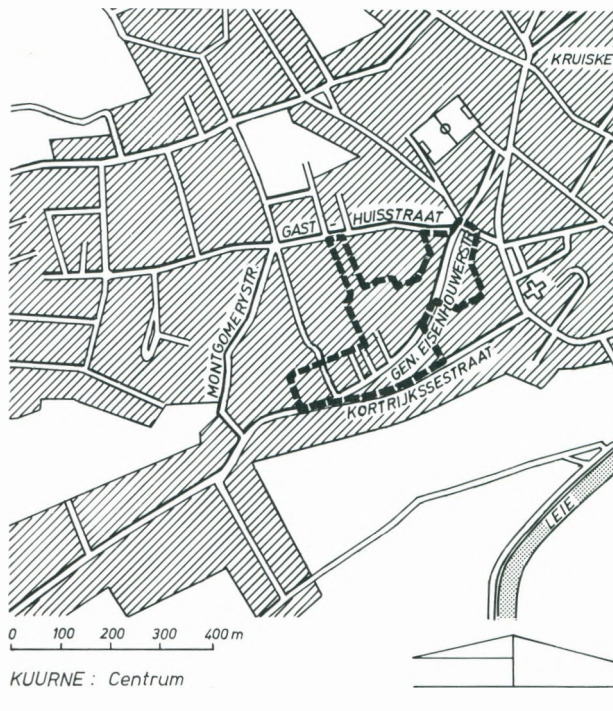 KRUISKE
GAST - HUISSTRAAT
MONTGOMERYSTR.
GEN. EISENHOUWERSTR.
KORTRIJKSSESTRAAT
LEIE
0 100 200 300 400 m
KUURNE : Centrum